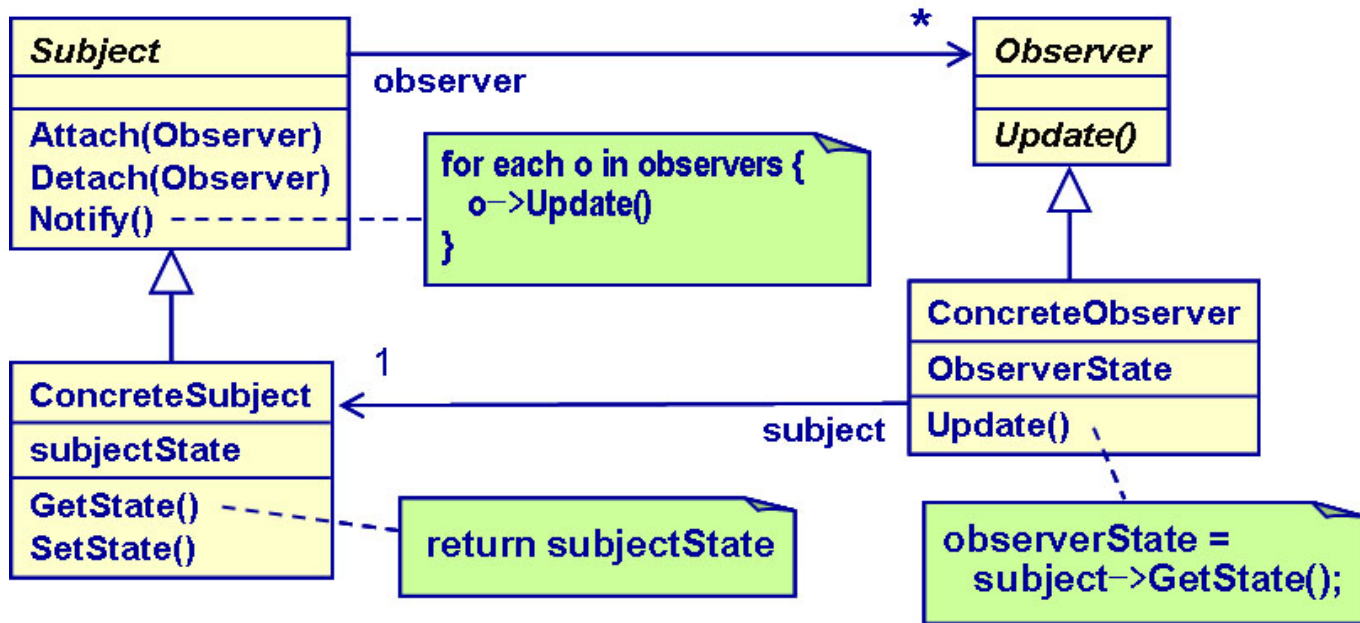 Subject
Attach(Observer)
Detach(Observer)
Notify()
observer
*
Observer
Update()
for each o in observers {
o->Update()
}
ConcreteSubject
subjectState
GetState()
SetState()
1
subject
ConcreteObserver
ObserverState
Update()
return subjectState
observerState =
subject->GetState();